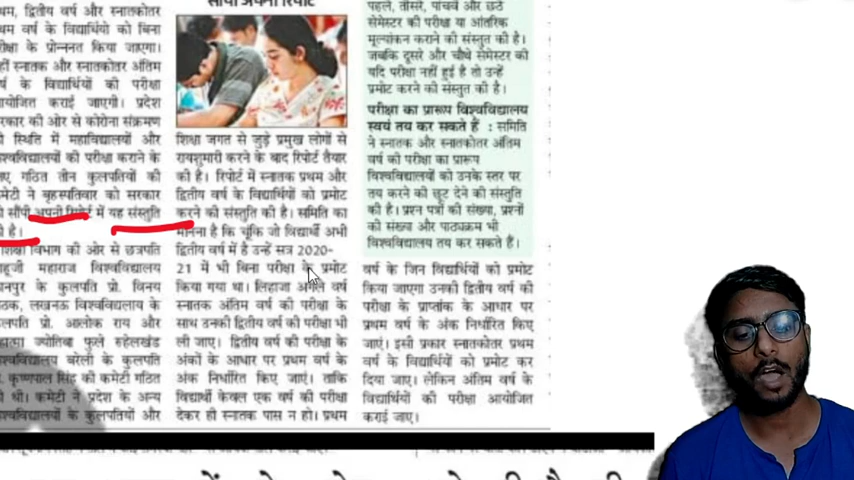 सौंपी अपनी रिपोर्ट
थम, द्वितीय वर्ष और स्नातकोतर
थम वर्ष के विद्यार्थियो को बिना
रीक्षा के प्रोन्नत किया जाएगा।
हीं स्नातक और स्नातकोतर अंतिम
र्ष के विद्यार्थियों की परीक्षा
योजित कराई जाएगी। प्रदेश
रकार की ओर से कोरोना संक्रमण
ी स्थिति में महाविद्यालयों और
श्वविद्यालयों की परीक्षा कराने के
ए गठित तीन कुलपतियों की
मेटी ने बृहस्पतिवार को सरकार
ो सौंपी अपनी रिपोर्ट में यह संस्तुति
ी है।
शिक्षा विभाग की ओर से छत्रपति
ाहूजी महाराज विश्वविद्यालय
ानपुर के कुलपति प्रो. विनय
ठक, लखनऊ विश्वविद्यलाय के
लपति प्रो. आलोक राय और
हात्मा ज्योतिबा फुले रुहेलखंड
श्वविद्यालय बरेली के कुलपति
. कृष्णपाल सिंह की कमेटी गठित
ी थी। कमेटी ने प्रदेश के अन्य
श्वविद्यालयों के कुलपतियों और
शिक्षा जगत से जुड़े प्रमुख लोगों से
रायशुमारी करने के बाद रिपोर्ट तैयार
की है। रिपोर्ट में स्नातक प्रथम और
द्वितीय वर्ष के विद्यार्थियों को प्रमोट
करने की संस्तुति की है। समिति का
मानना है कि चूंकि जो विद्यार्थी अभी
द्वितीय वर्ष में है उन्हें सत्र 2020-
21 में भी बिना परीक्षा के प्रमोट
किया गया था। लिहाजा अगले वर्ष
स्नातक अंतिम वर्ष की परीक्षा के
साथ उनकी द्वितीय वर्ष की परीक्षा भी
ली जाए। द्वितीय वर्ष की परीक्षा के
अंकों के आधार पर प्रथम वर्ष के
अंक निर्धारित किए जाएं। ताकि
विद्यार्थी केवल एक वर्ष की परीक्षा
देकर ही स्नातक पास न हो। प्रथम
पहले, तीसरे, पांचवें और छठे
सेमेस्टर की परीक्षा या आंतरिक
मूल्यांकन कराने की संस्तुत की है।
जबकि दूसरे और चौथे सेमेस्टर की
यदि परीक्षा नहीं हुई है तो उन्हें
प्रमोट करने की संस्तुत की है।
परीक्षा का प्रारूप विश्वविद्यालय
स्वयं तय कर सकते हैं : समिति
ने स्नातक और स्नातकोतर अंतिम
वर्ष की परीक्षा का प्रारूप
विश्वविद्यालयों को उनके स्तर पर
तय करने की छूट देने की संस्तुति
की है। प्रश्न पत्रों की संख्या, प्रश्नों
की संख्या और पाठ्यक्रम भी
विश्वविद्यालय तय कर सकते हैं।
वर्ष के जिन विद्यार्थियों को प्रमोट
किया जाएगा उनकी द्वितीय वर्ष की
परीक्षा के प्राप्तांक के आधार पर
प्रथम वर्ष के अंक निर्धारित किए
जाएं। इसी प्रकार स्नातकोतर प्रथम
वर्ष के विद्यार्थियों को प्रमोट कर
दिया जाए। लेकिन अंतिम वर्ष के
विद्यार्थियों की परीक्षा आयोजित
कराई जाए।